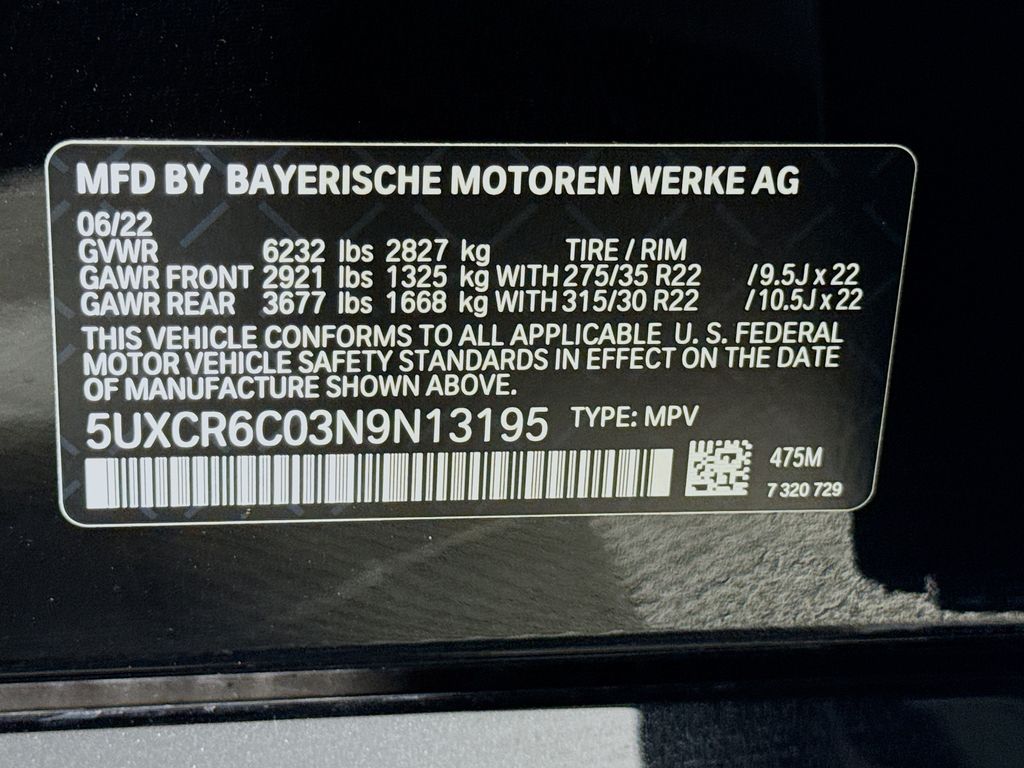 MFD BY BAYERISCHE MOTOREN WERKE AG
06/22
GVWR 6232 lbs 2827 kg TIRE / RIM
GAWR FRONT 2921 lbs 1325 kg WITH 275/35 R22 /9.5J x 22
GAWR REAR 3677 lbs 1668 kg WITH 315/30 R22 /10.5J x 22
THIS VEHICLE CONFORMS TO ALL APPLICABLE U. S. FEDERAL
MOTOR VEHICLE SAFETY STANDARDS IN EFFECT ON THE DATE
OF MANUFACTURE SHOWN ABOVE.
5UXCR6C03N9N13195 TYPE: MPV
475M
7 320 729